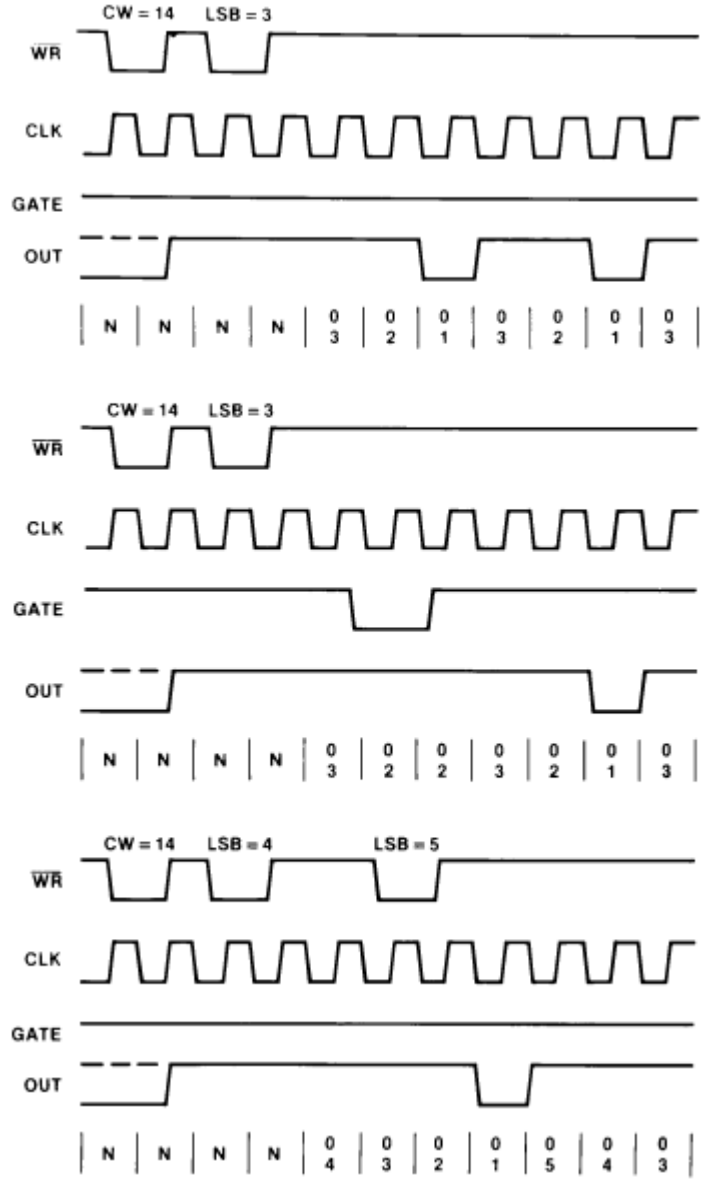 CW = 14 LSB = 3
WR
CLK
GATE
OUT
N N N N 0 0 0 0 0 0 0
3 2 1 3 2 1 3
CW = 14 LSB = 3
WR
CLK
GATE
OUT
N N N N 0 0 0 0 0 0 0
3 2 2 3 2 1 3
CW = 14 LSB = 4 LSB = 5
WR
CLK
GATE
OUT
N N N N 0 0 0 0 0 0 0
4 3 2 1 5 4 3